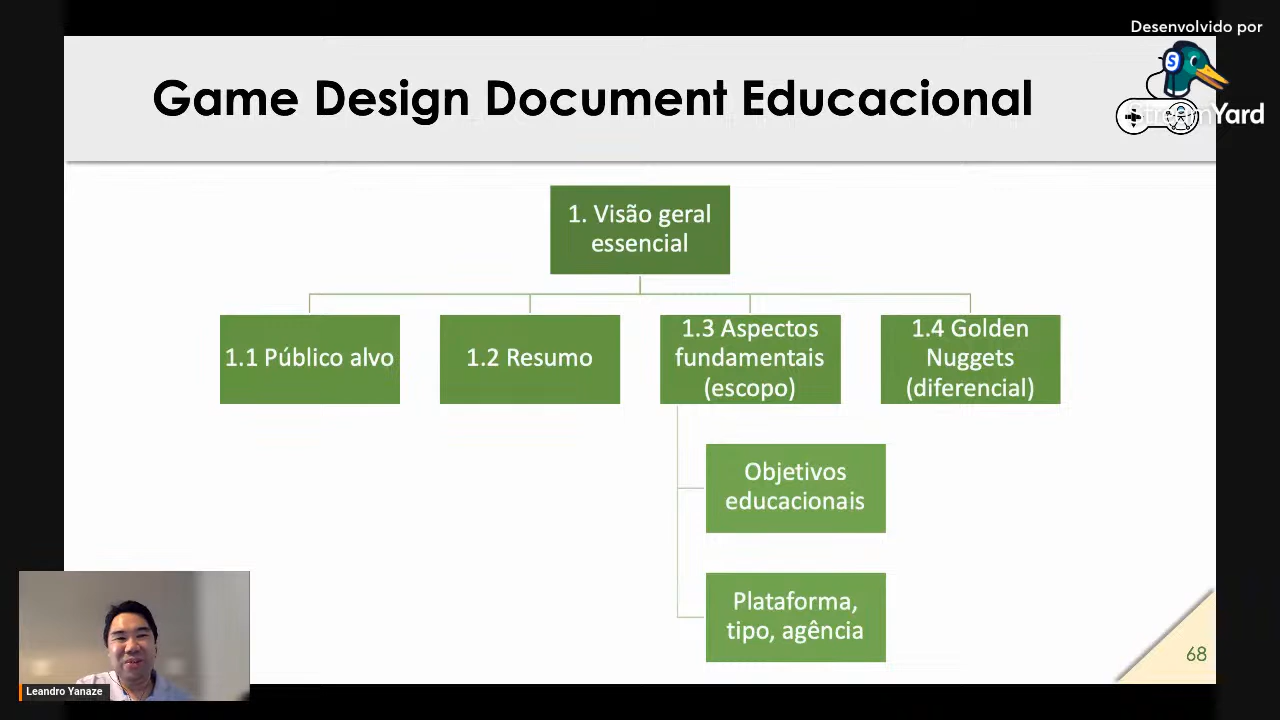 Desenvolvido por
StreamYard
Game Design Document Educacional
1. Visão geral
essencial
1.1 Público alvo
1.2 Resumo
1.3 Aspectos
fundamentais
(escopo)
1.4 Golden
Nuggets
(diferencial)
Objetivos
educacionais
Plataforma,
tipo, agência
68
Leandro Yanaze